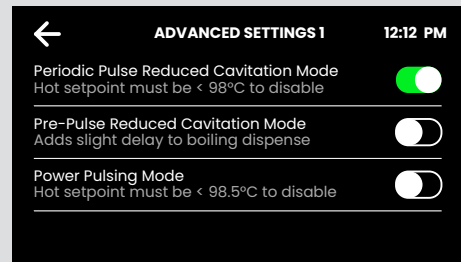 ADVANCED SETTINGS 1
12:12 PM
Periodic Pulse Reduced Cavitation Mode
Hot setpoint must be < 98°C to disable
Pre-Pulse Reduced Cavitation Mode
Adds slight delay to boiling dispense
Power Pulsing Mode
Hot setpoint must be < 98.5°C to disable